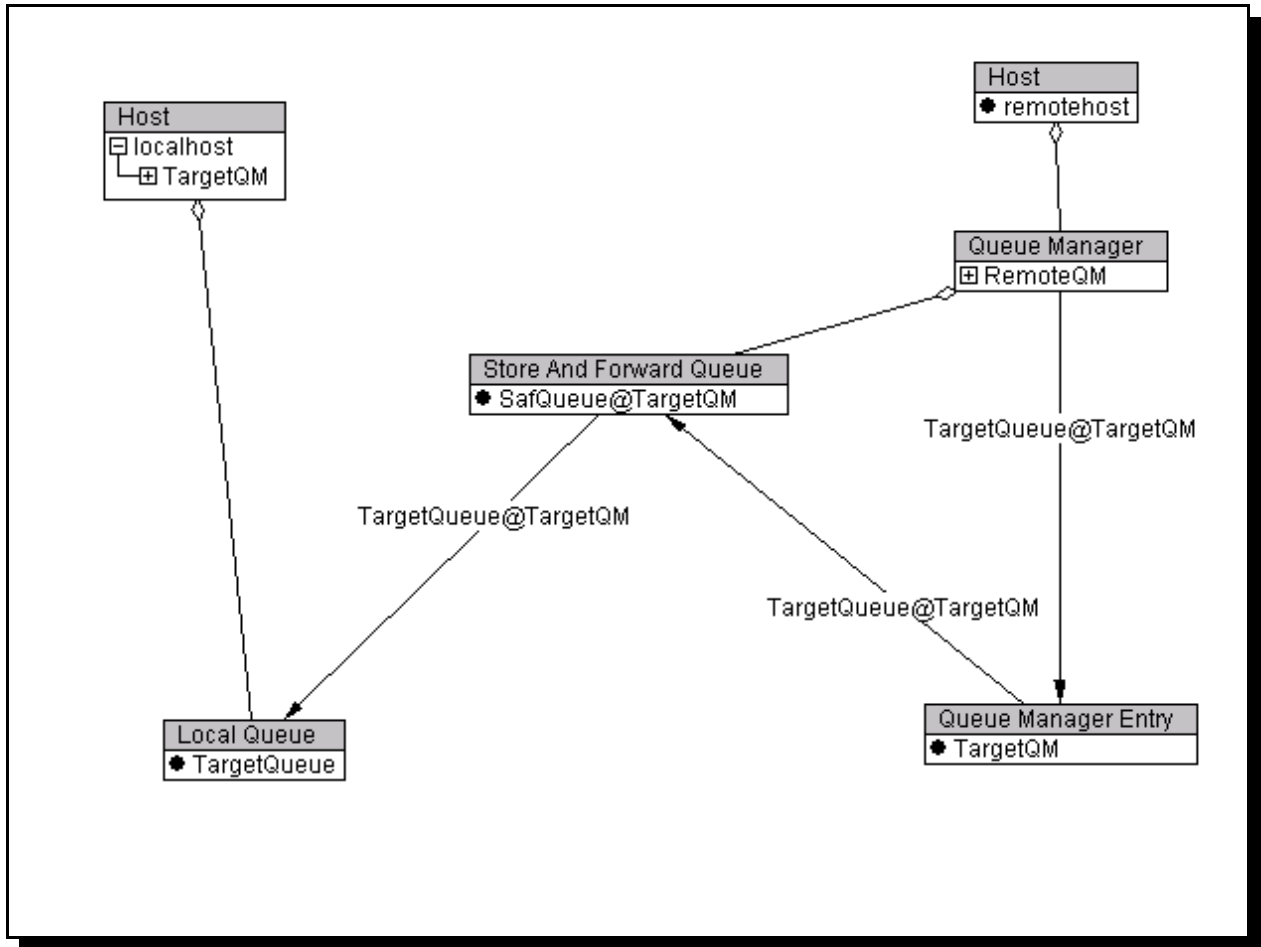 Host
remotehost
Host
localhost
TargetQM
Queue Manager
RemoteQM
Store And Forward Queue
SafQueue@TargetQM
TargetQueue@TargetQM
TargetQueue@TargetQM
TargetQueue@TargetQM
Queue Manager Entry
TargetQM
Local Queue
TargetQueue